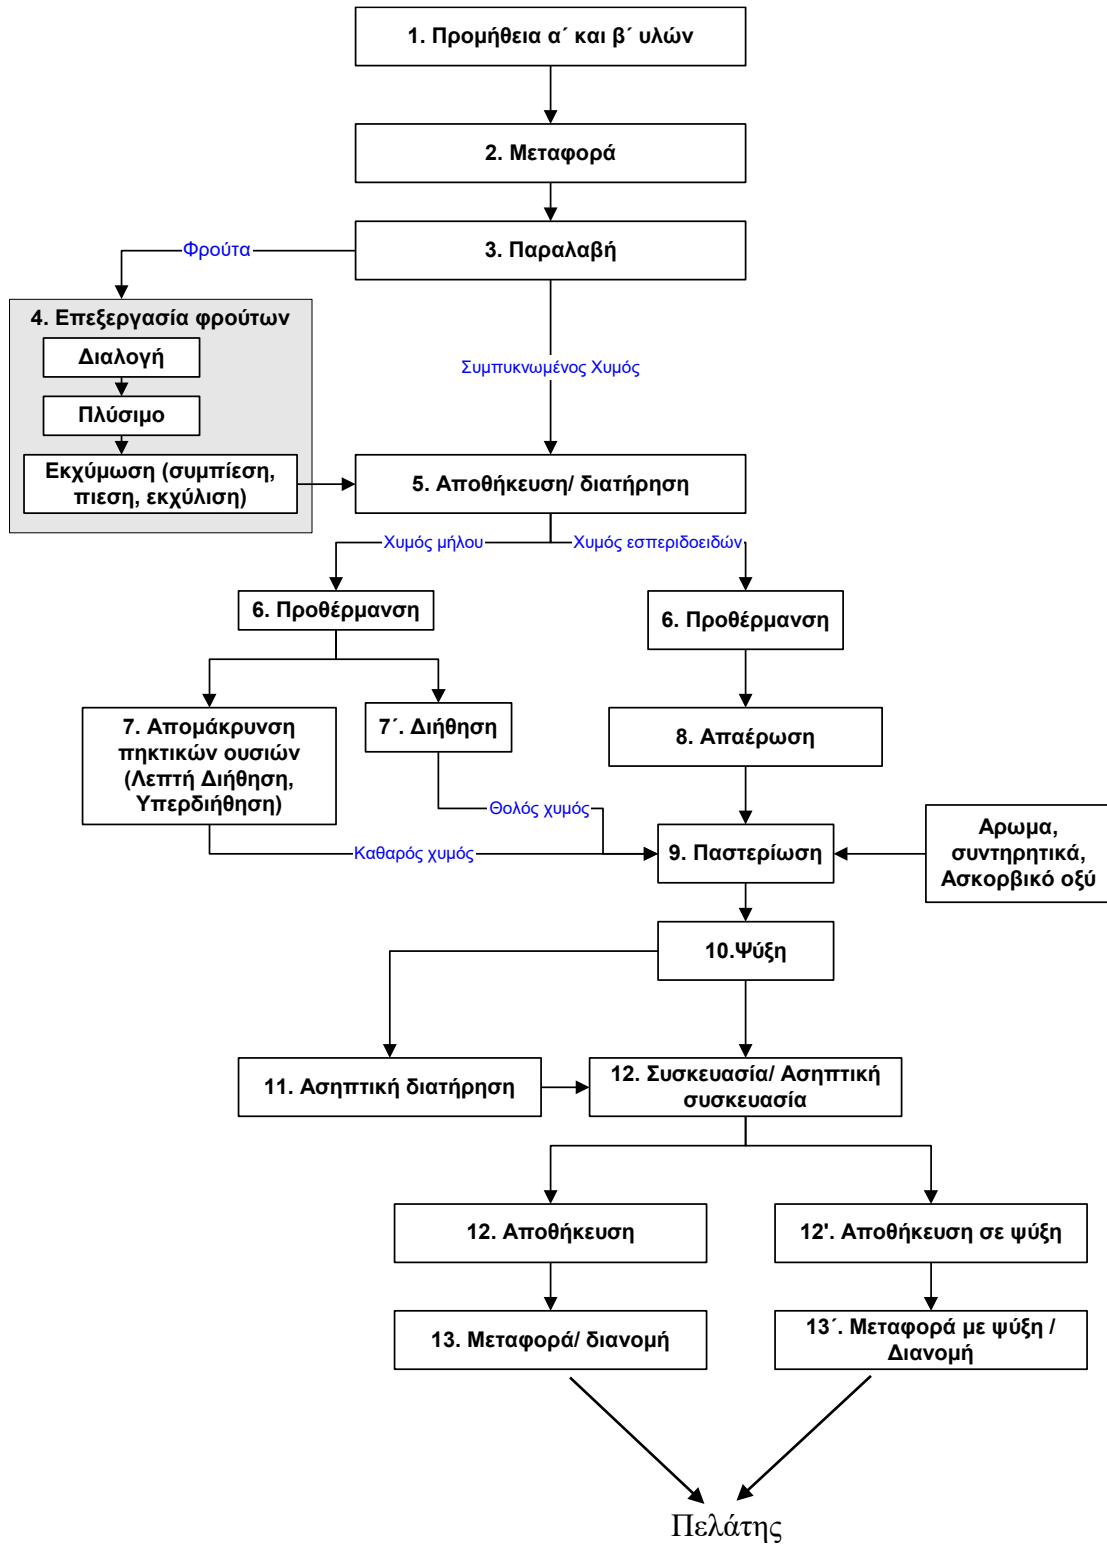 1. Προμήθεια α΄ και β΄ υλών
2. Μεταφορά
3. Παραλαβή
Φρούτα
4. Επεξεργασία φρούτων
Διαλογή
Πλύσιμο
Εκχύμωση (συμπίεση,
πιεση, εκχύλιση)
Συμπυκνωμένος Χυμός
5. Αποθήκευση/ διατήρηση
Χυμός μήλου
Χυμός εσπεριδοειδών
6. Προθέρμανση
6. Προθέρμανση
7. Απομάκρυνση
πηκτικών ουσιών
(Λεπτή Διήθηση,
Υπερδιήθηση)
7΄. Διήθηση
8. Απαέρωση
Θολός χυμός
Καθαρός χυμός
9. Παστερίωση
Αρωμα,
συντηρητικά,
Ασκορβικό οξύ
10.Ψύξη
11. Ασηπτική διατήρηση
12. Συσκευασία/ Ασηπτική
συσκευασία
12. Αποθήκευση
12'. Αποθήκευση σε ψύξη
13. Μεταφορά/ διανομή
13΄. Μεταφορά με ψύξη /
Διανομή
Πελάτης